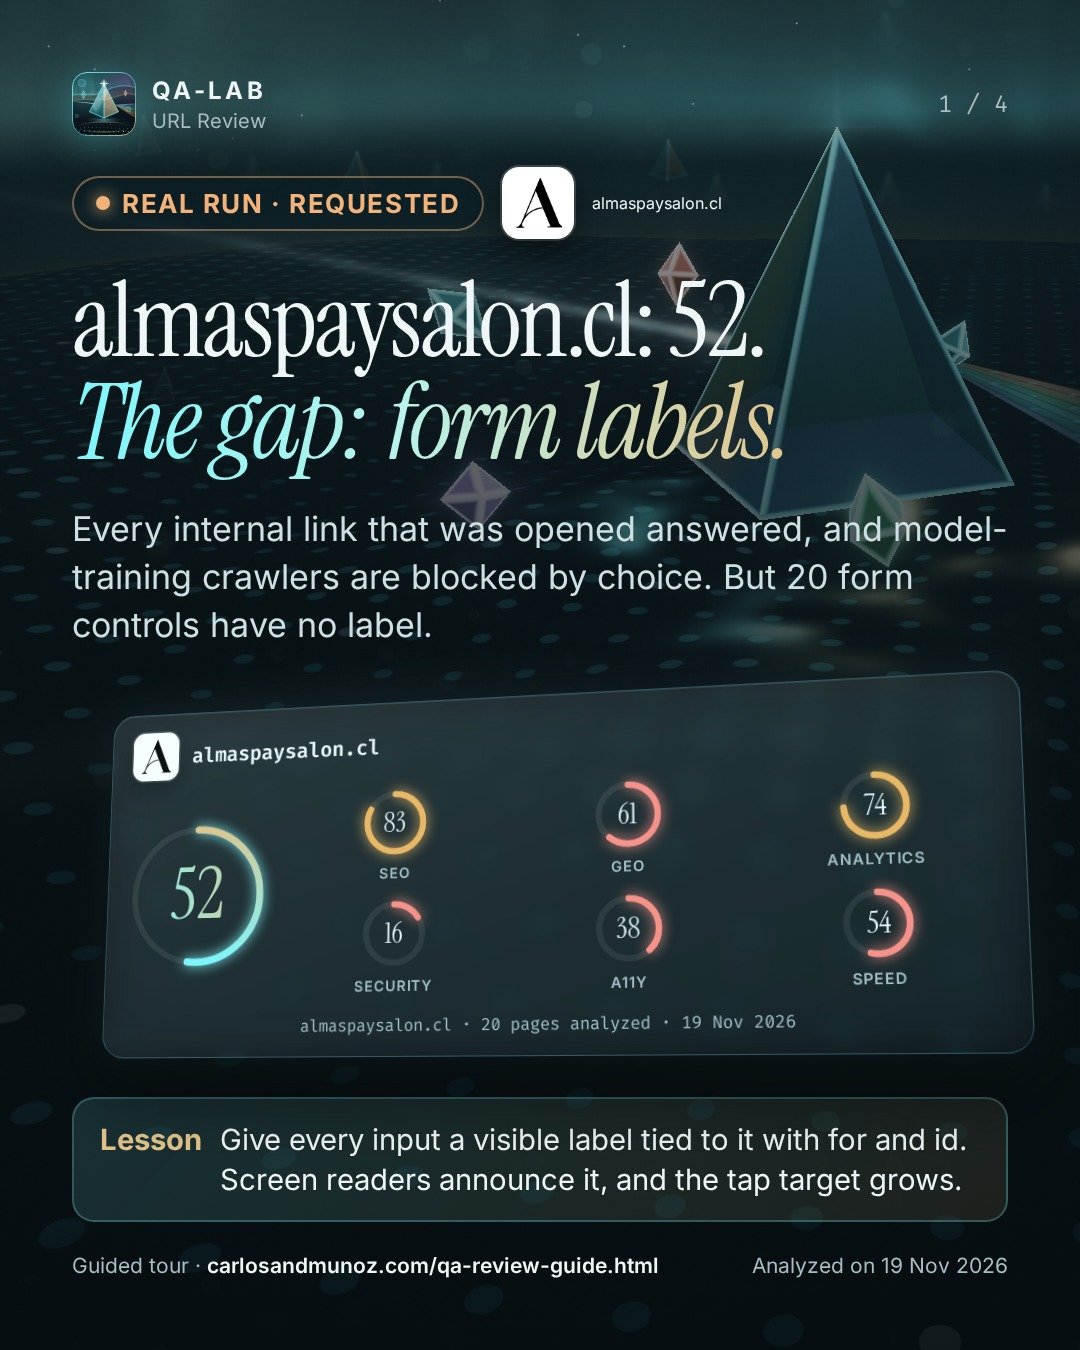 QA-LAB
URL Review
1 / 4
REAL RUN · REQUESTED
A
almaspaysalon.cl
almaspaysalon.cl: 52.
The gap: form labels.
Every internal link that was opened answered, and model-
training crawlers are blocked by choice. But 20 form
controls have no label.
A
almaspaysalon.cl
52
83
SEO
61
GEO
74
ANALYTICS
16
SECURITY
38
A11Y
54
SPEED
almaspaysalon.cl · 20 pages analyzed · 19 Nov 2026
Lesson Give every input a visible label tied to it with for and id.
Screen readers announce it, and the tap target grows.
Guided tour · carlosandmunoz.com/qa-review-guide.html
Analyzed on 19 Nov 2026